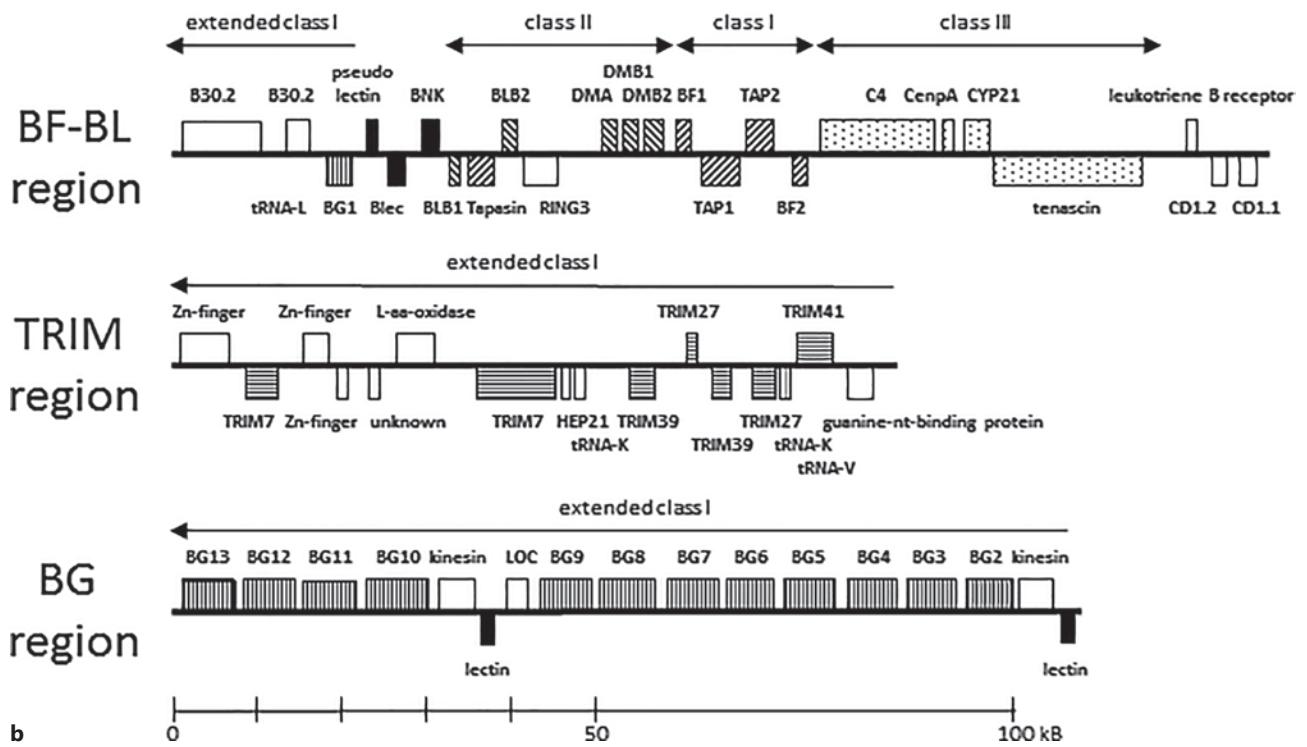 extended class I class II class I class III
DMB1
pseudo
B30.2 B30.2 lectin BNK BLB2 DMA DMB2 BF1 TAP2 C4 CenpA CYP21 leukotriene B receptor
BF-BL
region
tRNA-L BG1 Blec BLB1 Tapasin RING3 TAP1 BF2 tenascin CD1.2 CD1.1
extended class I
Zn-finger Zn-finger L-aa-oxidase TRIM27 TRIM41
TRIM
region
TRIM7 Zn-finger unknown TRIM7 HEP21 TRIM39 TRIM27 guanine-nt-binding protein
tRNA-K TRIM39 tRNA-K
tRNA-V
extended class I
BG13 BG12 BG11 BG10 kinesin LOC BG9 BG8 BG7 BG6 BG5 BG4 BG3 BG2 kinesin
BG
region
lectin lectin
b 0 50 100 kB